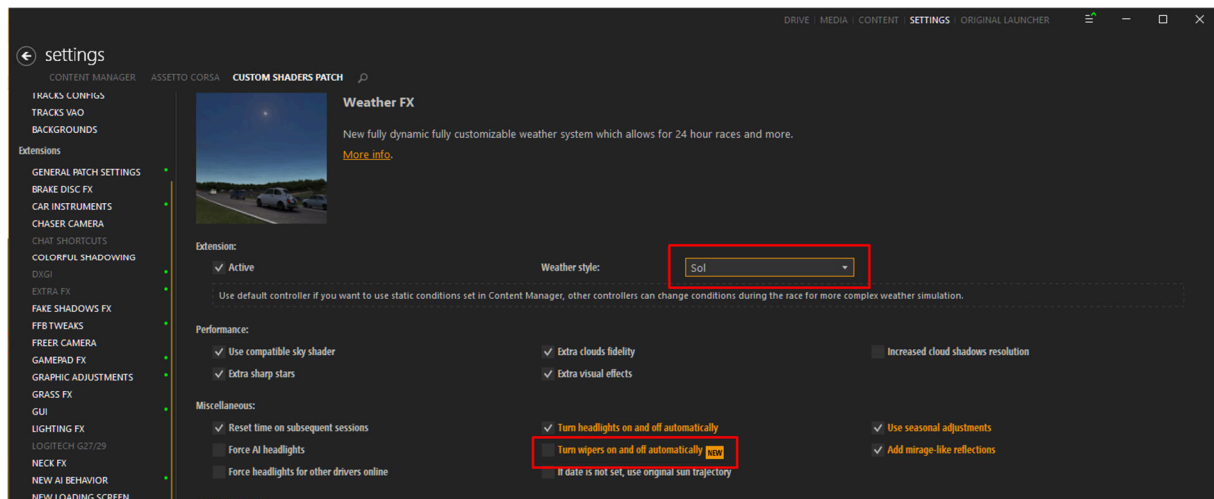 DRIVE | MEDIA | CONTENT | SETTINGS | ORIGINAL LAUNCHER
settings
CONTENT MANAGER ASSETTO CORSA CUSTOM SHADERS PATCH
TRACKS CONFIGS
TRACKS VAO
BACKGROUNDS
Extensions
GENERAL PATCH SETTINGS
BRAKE DISC FX
CAR INSTRUMENTS
CHASER CAMERA
CHAT SHORTCUTS
COLORFUL SHADOWING
DXGI
EXTRA FX
FAKE SHADOWS FX
FFB TWEAKS
FREER CAMERA
GAMEPAD FX
GRAPHIC ADJUSTMENTS
GRASS FX
GUI
LIGHTING FX
LOGITECH G27/29
NECK FX
NEW AI BEHAVIOR
NEW LOADING SCREEN
Weather FX
New fully dynamic fully customizable weather system which allows for 24 hour races and more.
More info.
Extension:
Active Weather style: Sol
Use default controller if you want to use static conditions set in Content Manager, other controllers can change conditions during the race for more complex weather simulation.
Performance:
Use compatible sky shader Extra clouds fidelity Increased cloud shadows resolution
Extra sharp stars Extra visual effects
Miscellaneous:
Reset time on subsequent sessions Turn headlights on and off automatically Use seasonal adjustments
Force AI headlights Turn wipers on and off automatically NEW Add mirage-like reflections
Force headlights for other drivers online If date is not set, use original sun trajectory